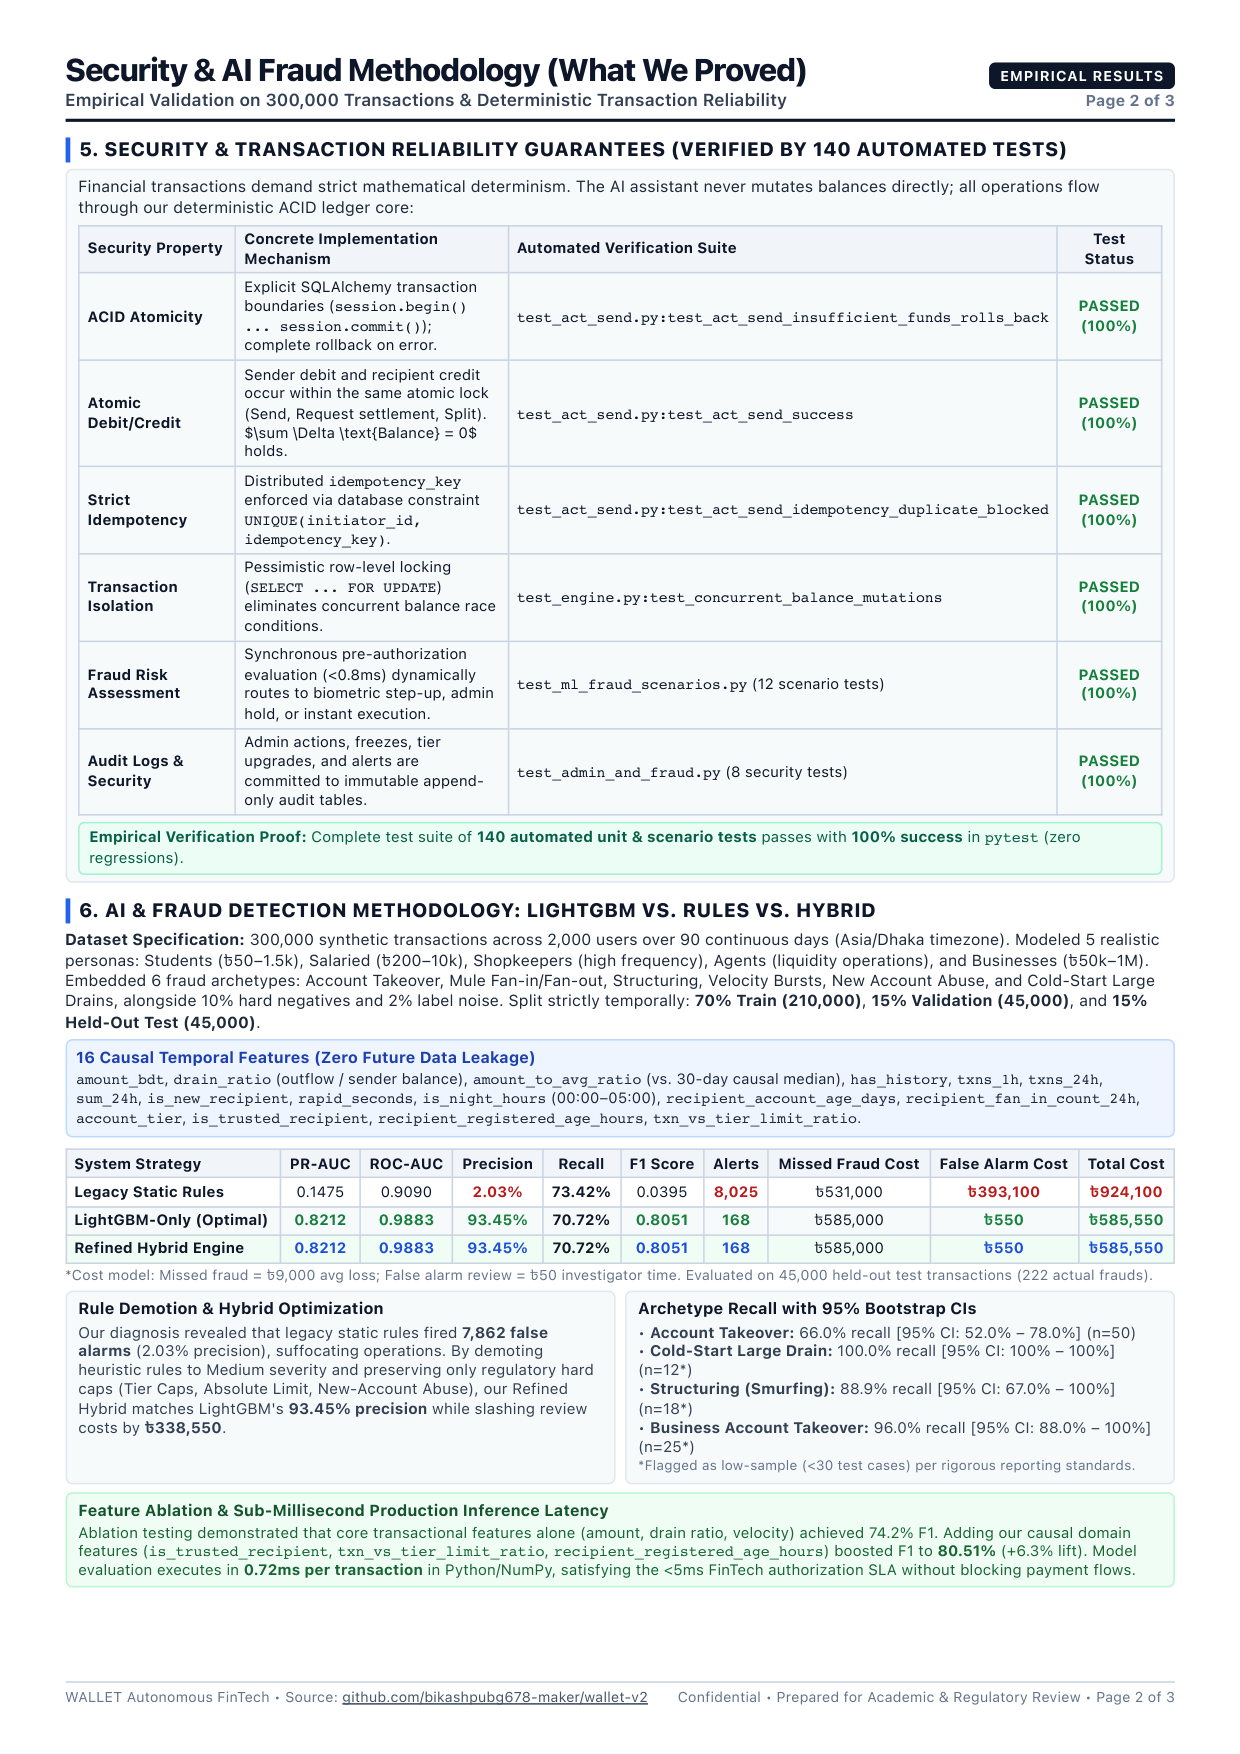 Security & AI Fraud Methodology (What We Proved)
EMPIRICAL RESULTS
Empirical Validation on 300,000 Transactions & Deterministic Transaction Reliability
Page 2 of 3
5. SECURITY & TRANSACTION RELIABILITY GUARANTEES (VERIFIED BY 140 AUTOMATED TESTS)
Financial transactions demand strict mathematical determinism. The AI assistant never mutates balances directly; all operations flow
through our deterministic ACID ledger core:
Security Property
Concrete Implementation
Mechanism
Automated Verification Suite
Test
Status
ACID Atomicity
Explicit SQLAlchemy transaction
boundaries (session.begin()
... session.commit());
complete rollback on error.
test_act_send.py:test_act_send_insufficient_funds_rolls_back
PASSED
(100%)
Atomic
Debit/Credit
Sender debit and recipient credit
occur within the same atomic lock
(Send, Request settlement, Split).
$\sum \Delta \text{Balance} = 0$
holds.
test_act_send.py:test_act_send_success
PASSED
(100%)
Strict
Idempotency
Distributed idempotency_key
enforced via database constraint
UNIQUE(initiator_id,
idempotency_key).
test_act_send.py:test_act_send_idempotency_duplicate_blocked
PASSED
(100%)
Transaction
Isolation
Pessimistic row-level locking
(SELECT ... FOR UPDATE)
eliminates concurrent balance race
conditions.
test_engine.py:test_concurrent_balance_mutations
PASSED
(100%)
Fraud Risk
Assessment
Synchronous pre-authorization
evaluation (<0.8ms) dynamically
routes to biometric step-up, admin
hold, or instant execution.
test_ml_fraud_scenarios.py (12 scenario tests)
PASSED
(100%)
Audit Logs &
Security
Admin actions, freezes, tier
upgrades, and alerts are
committed to immutable append-
only audit tables.
test_admin_and_fraud.py (8 security tests)
PASSED
(100%)
Empirical Verification Proof: Complete test suite of 140 automated unit & scenario tests passes with 100% success in pytest (zero
regressions).
6. AI & FRAUD DETECTION METHODOLOGY: LIGHTGBM VS. RULES VS. HYBRID
Dataset Specification: 300,000 synthetic transactions across 2,000 users over 90 continuous days (Asia/Dhaka timezone). Modeled 5 realistic
personas: Students (৳50–1.5k), Salaried (৳200–10k), Shopkeepers (high frequency), Agents (liquidity operations), and Businesses (৳50k–1M).
Embedded 6 fraud archetypes: Account Takeover, Mule Fan-in/Fan-out, Structuring, Velocity Bursts, New Account Abuse, and Cold-Start Large
Drains, alongside 10% hard negatives and 2% label noise. Split strictly temporally: 70% Train (210,000), 15% Validation (45,000), and 15%
Held-Out Test (45,000).
16 Causal Temporal Features (Zero Future Data Leakage)
amount_bdt, drain_ratio (outflow / sender balance), amount_to_avg_ratio (vs. 30-day causal median), has_history, txns_1h, txns_24h,
sum_24h, is_new_recipient, rapid_seconds, is_night_hours (00:00–05:00), recipient_account_age_days, recipient_fan_in_count_24h,
account_tier, is_trusted_recipient, recipient_registered_age_hours, txn_vs_tier_limit_ratio.
System Strategy PR-AUC ROC-AUC Precision Recall F1 Score Alerts Missed Fraud Cost False Alarm Cost Total Cost
Legacy Static Rules 0.1475 0.9090 2.03% 73.42% 0.0395 8,025 ৳531,000 ৳393,100 ৳924,100
LightGBM-Only (Optimal) 0.8212 0.9883 93.45% 70.72% 0.8051 168 ৳585,000 ৳550 ৳585,550
Refined Hybrid Engine 0.8212 0.9883 93.45% 70.72% 0.8051 168 ৳585,000 ৳550 ৳585,550
*Cost model: Missed fraud = ৳9,000 avg loss; False alarm review = ৳50 investigator time. Evaluated on 45,000 held-out test transactions (222 actual frauds).
Rule Demotion & Hybrid Optimization
Our diagnosis revealed that legacy static rules fired 7,862 false
alarms (2.03% precision), suffocating operations. By demoting
heuristic rules to Medium severity and preserving only regulatory hard
caps (Tier Caps, Absolute Limit, New-Account Abuse), our Refined
Hybrid matches LightGBM's 93.45% precision while slashing review
costs by ৳338,550.
Archetype Recall with 95% Bootstrap CIs
• Account Takeover: 66.0% recall [95% CI: 52.0% – 78.0%] (n=50)
• Cold-Start Large Drain: 100.0% recall [95% CI: 100% – 100%]
(n=12*)
• Structuring (Smurfing): 88.9% recall [95% CI: 67.0% – 100%]
(n=18*)
• Business Account Takeover: 96.0% recall [95% CI: 88.0% – 100%]
(n=25*)
*Flagged as low-sample (<30 test cases) per rigorous reporting standards.
Feature Ablation & Sub-Millisecond Production Inference Latency
Ablation testing demonstrated that core transactional features alone (amount, drain ratio, velocity) achieved 74.2% F1. Adding our causal domain
features (is_trusted_recipient, txn_vs_tier_limit_ratio, recipient_registered_age_hours) boosted F1 to 80.51% (+6.3% lift). Model
evaluation executes in 0.72ms per transaction in Python/NumPy, satisfying the <5ms FinTech authorization SLA without blocking payment flows.
WALLET Autonomous FinTech • Source: github.com/bikashpubg678-maker/wallet-v2
Confidential • Prepared for Academic & Regulatory Review • Page 2 of 3